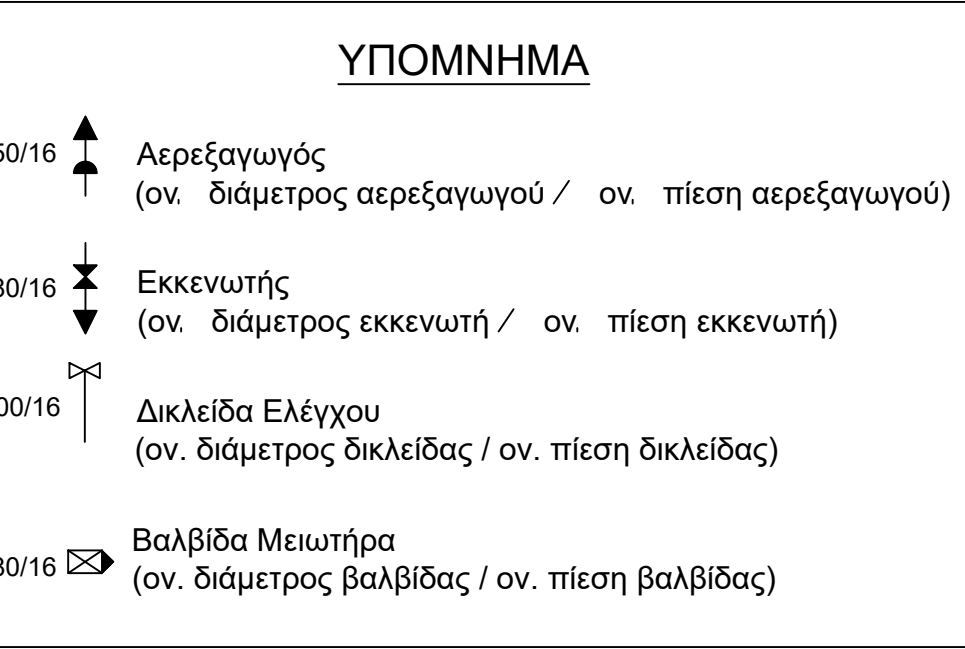 ΥΠΟΜΝΗΜΑ
50/16 Αερεξαγωγός
(ον. διάμετρος αερεξαγωγού / ον. πίεση αερεξαγωγού)
80/16 Εκκενωτής
(ον. διάμετρος εκκενωτή / ον. πίεση εκκενωτή)
00/16 Δικλείδα Ελέγχου
(ον. διάμετρος δικλείδας / ον. πίεση δικλείδας)
80/16 Βαλβίδα Μειωτήρα
(ον. διάμετρος βαλβίδας / ον. πίεση βαλβίδας)